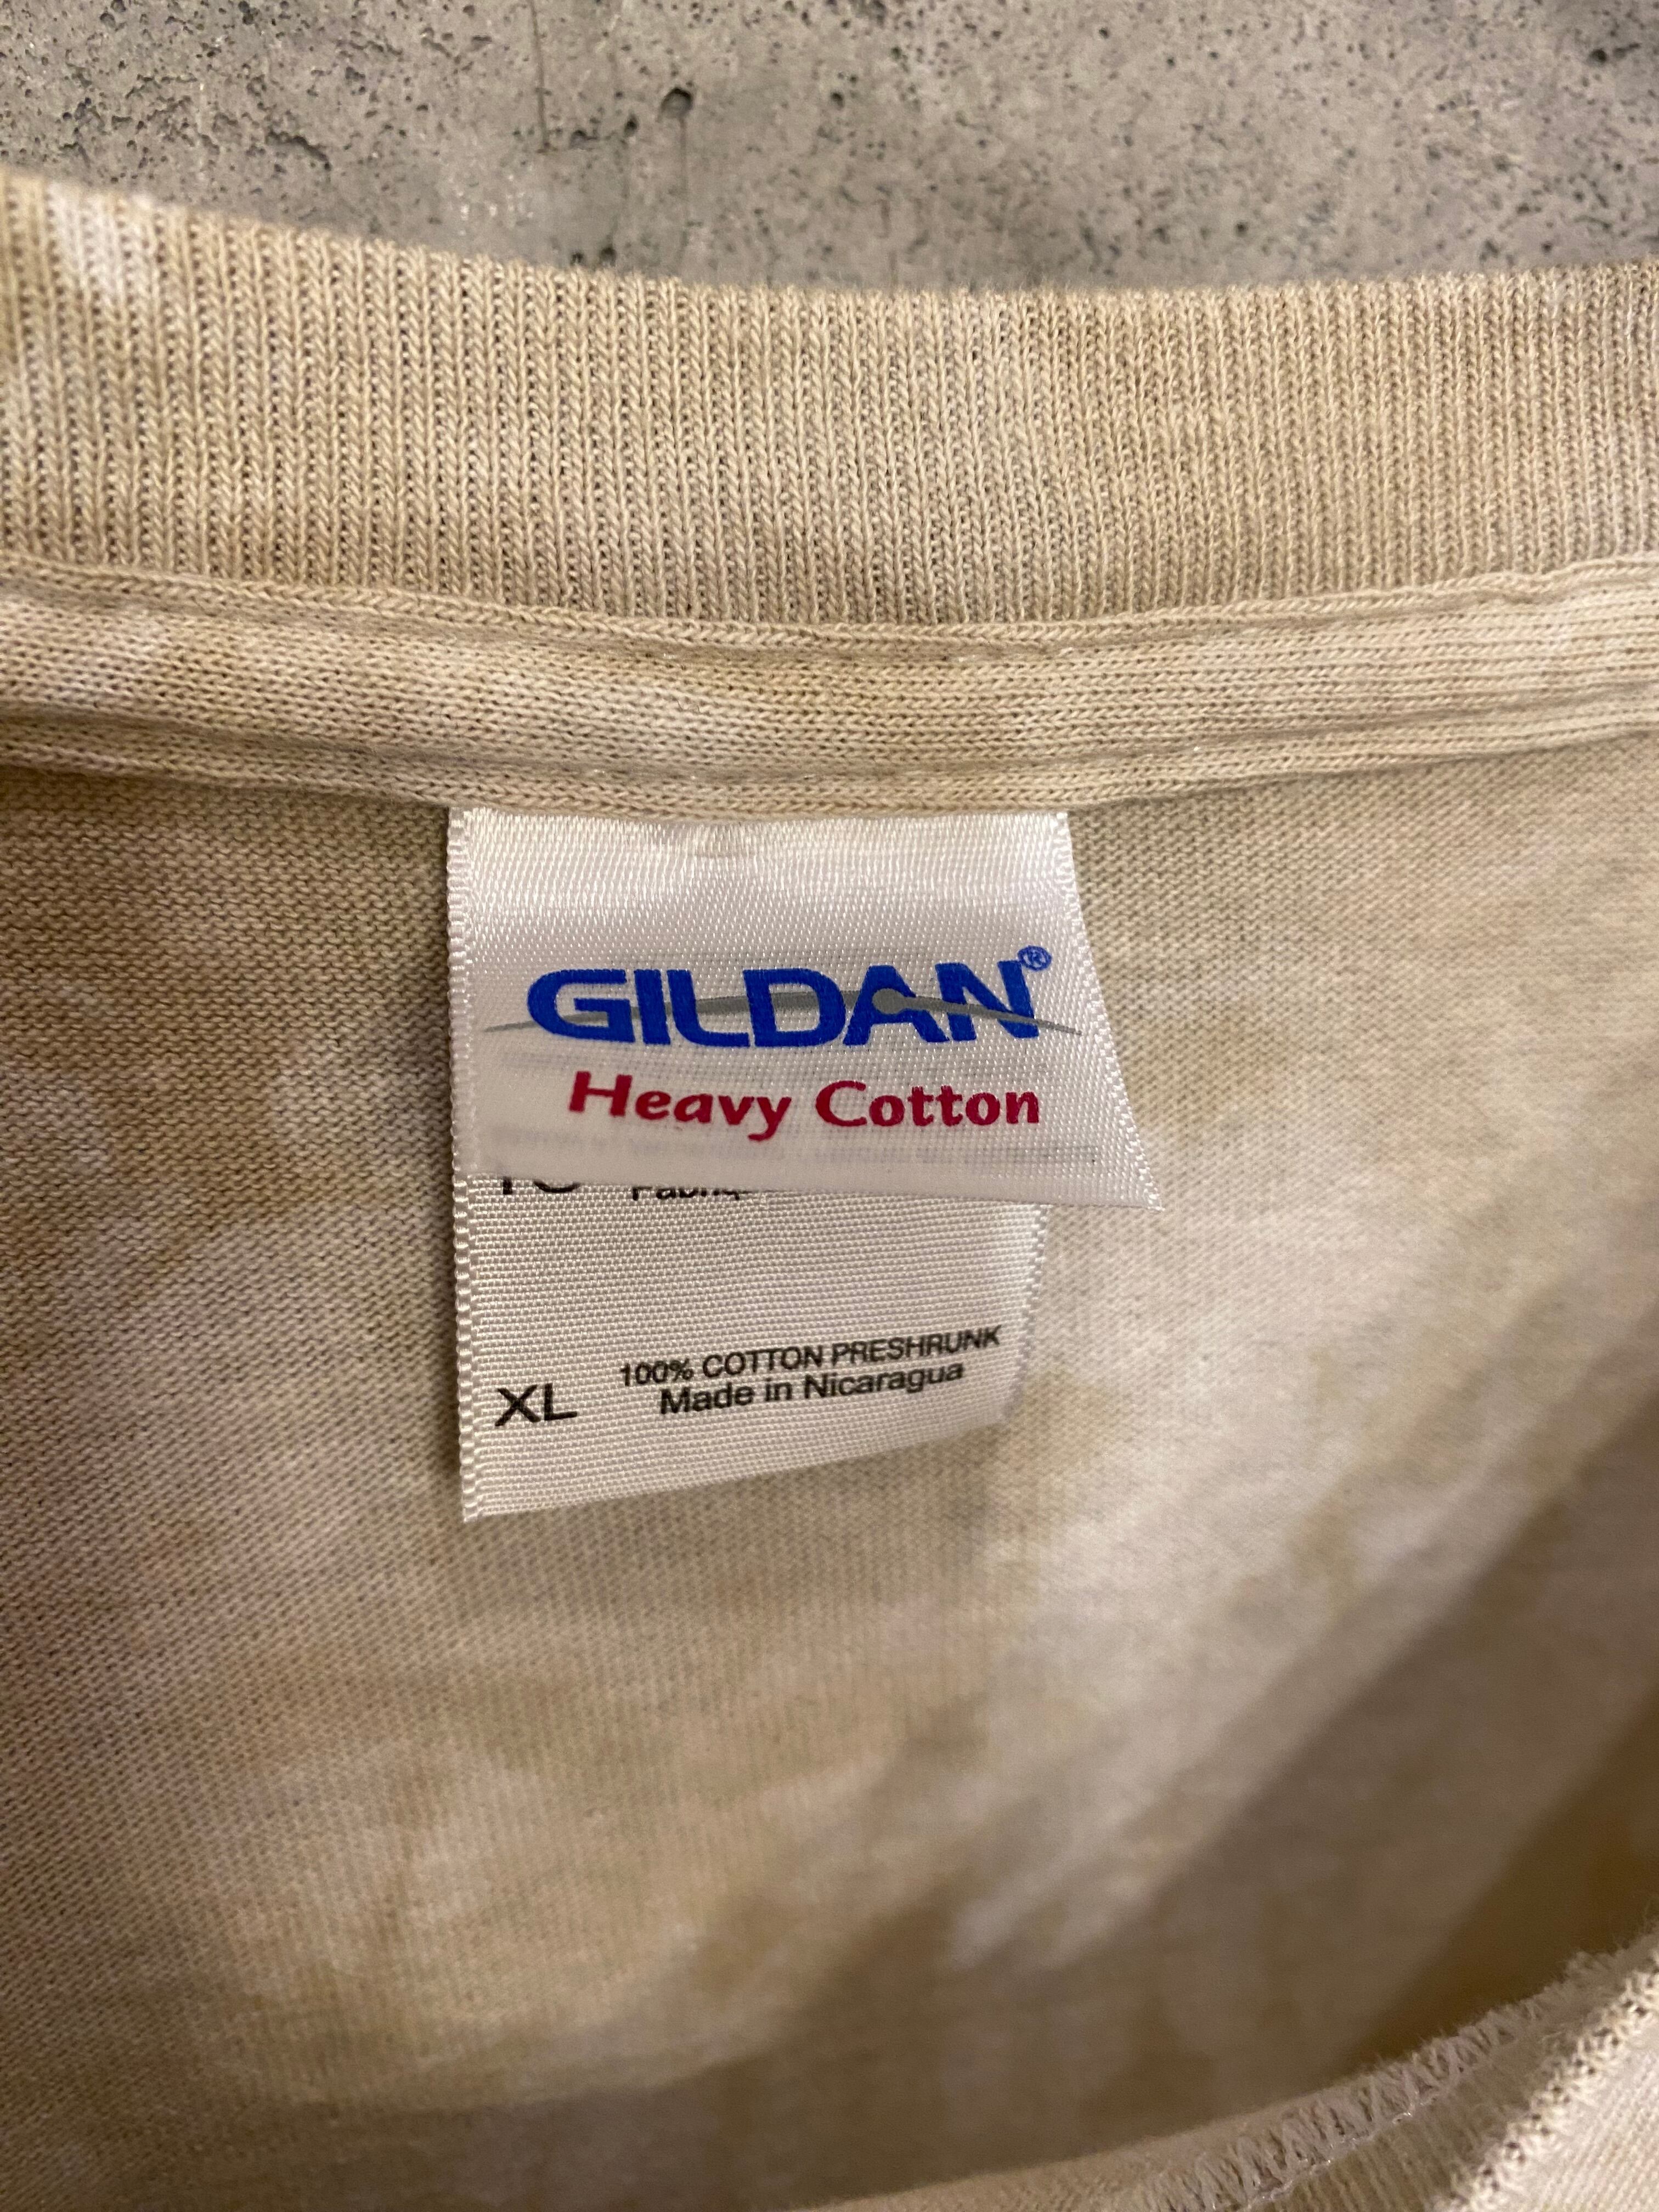 GILDAN®
Heavy Cotton
100% COTTON PRESHRUNK
XL Made in Nicaragua